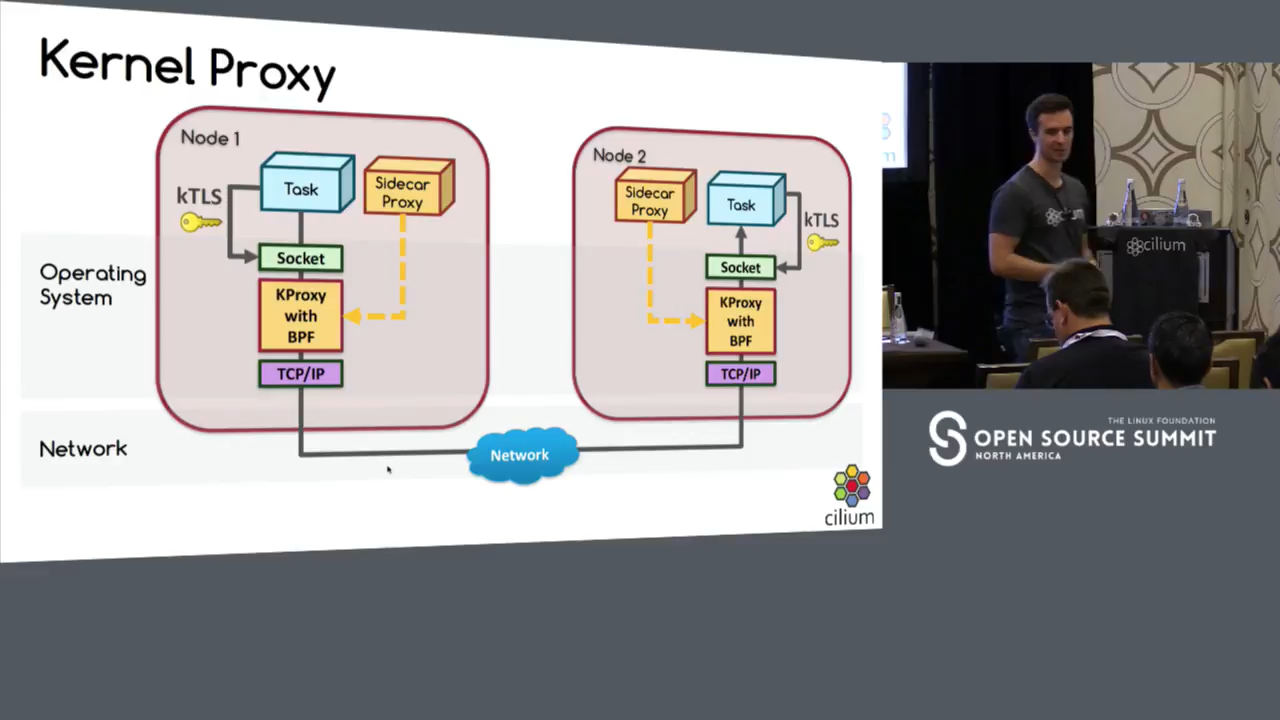 Kernel Proxy
Node 1
Task
Sidecar
Proxy
kTLS
Socket
KProxy
with
BPF
TCP/IP
Node 2
Sidecar
Proxy
Task
kTLS
Socket
KProxy
with
BPF
TCP/IP
Operating
System
Network
Network
cilium
cilium
cilium
THE LINUX FOUNDATION
OPEN SOURCE SUMMIT
NORTH AMERICA